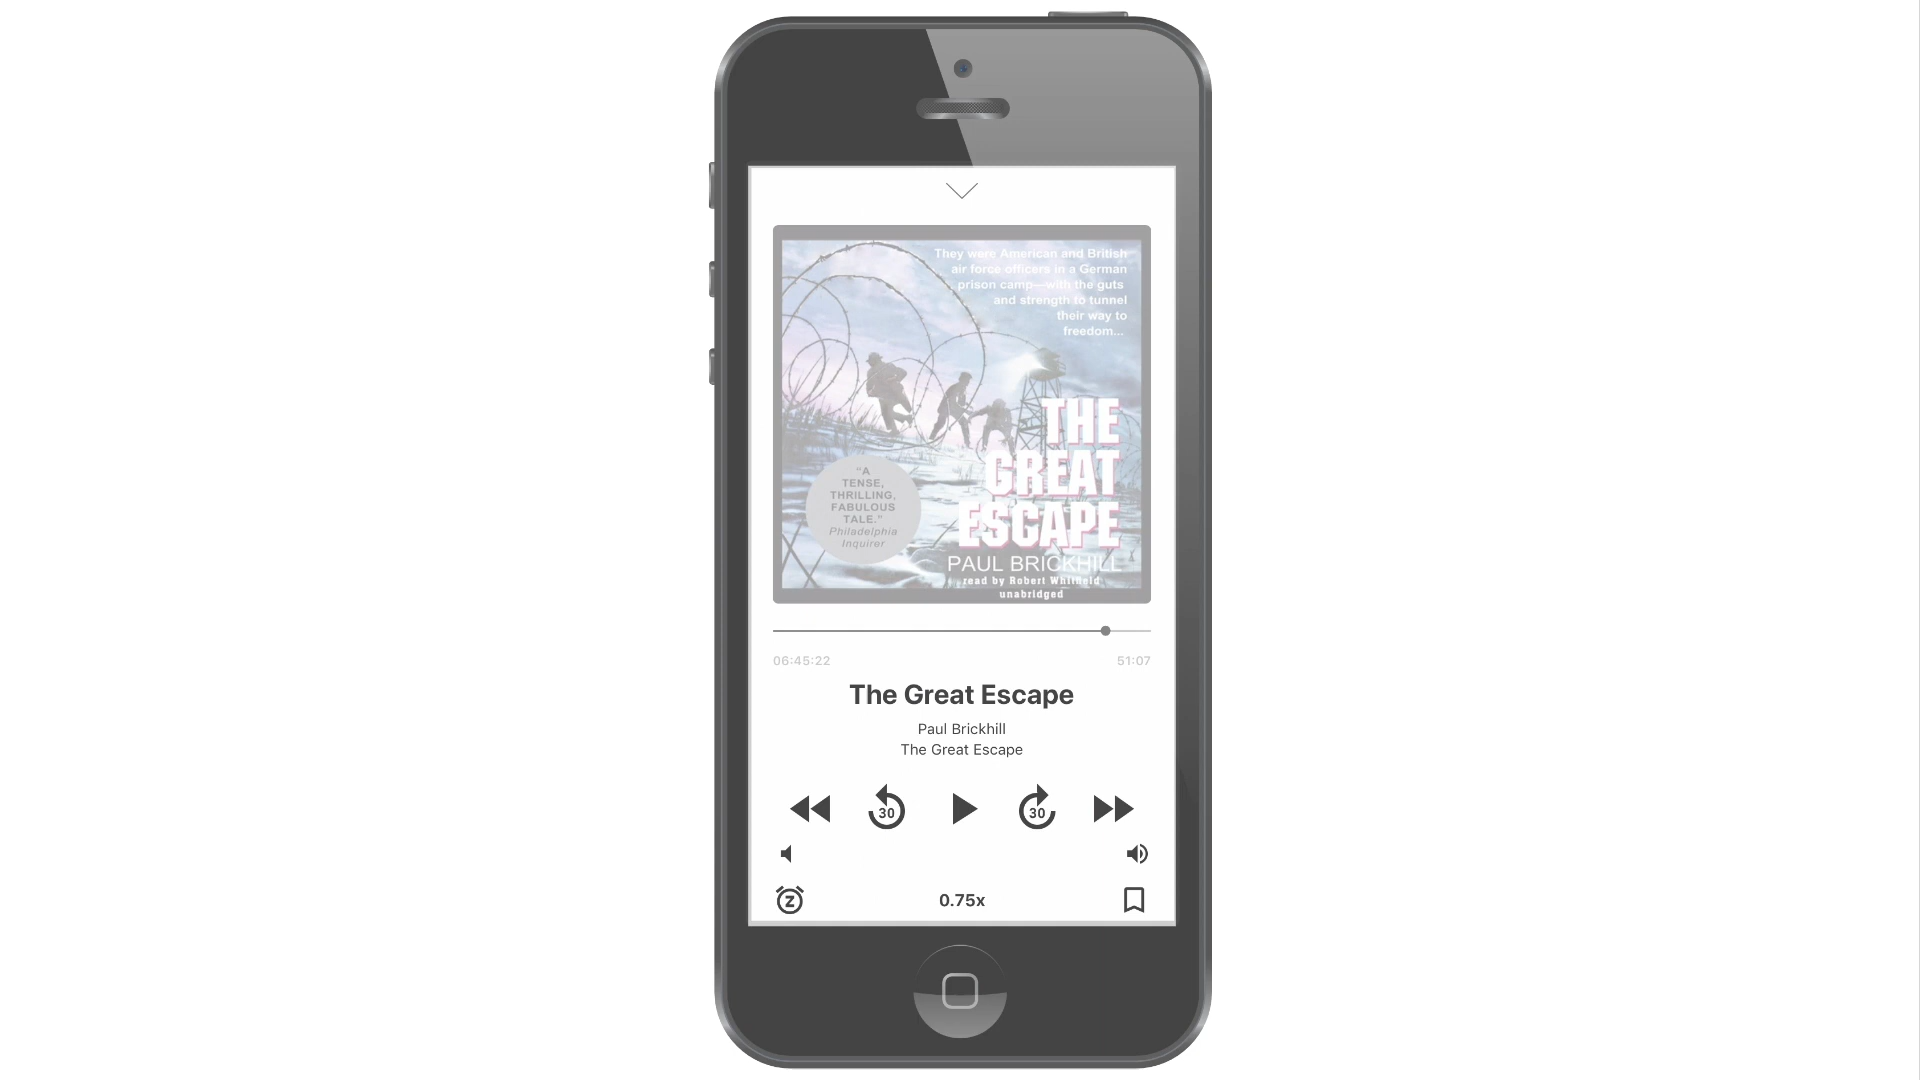 They were American and British
air force officers in a German
prison camp—with the guts
and strength to tunnel
their way to
freedom...
THE
GREAT
ESCAPE
"A
TENSE,
THRILLING,
FABULOUS
TALE."
Philadelphia
Inquirer
PAUL BRICKHILL
read by Robert Whitfield
unabridged
06:45:22 51:07
The Great Escape
Paul Brickhill
The Great Escape
30 30
Z 0.75x